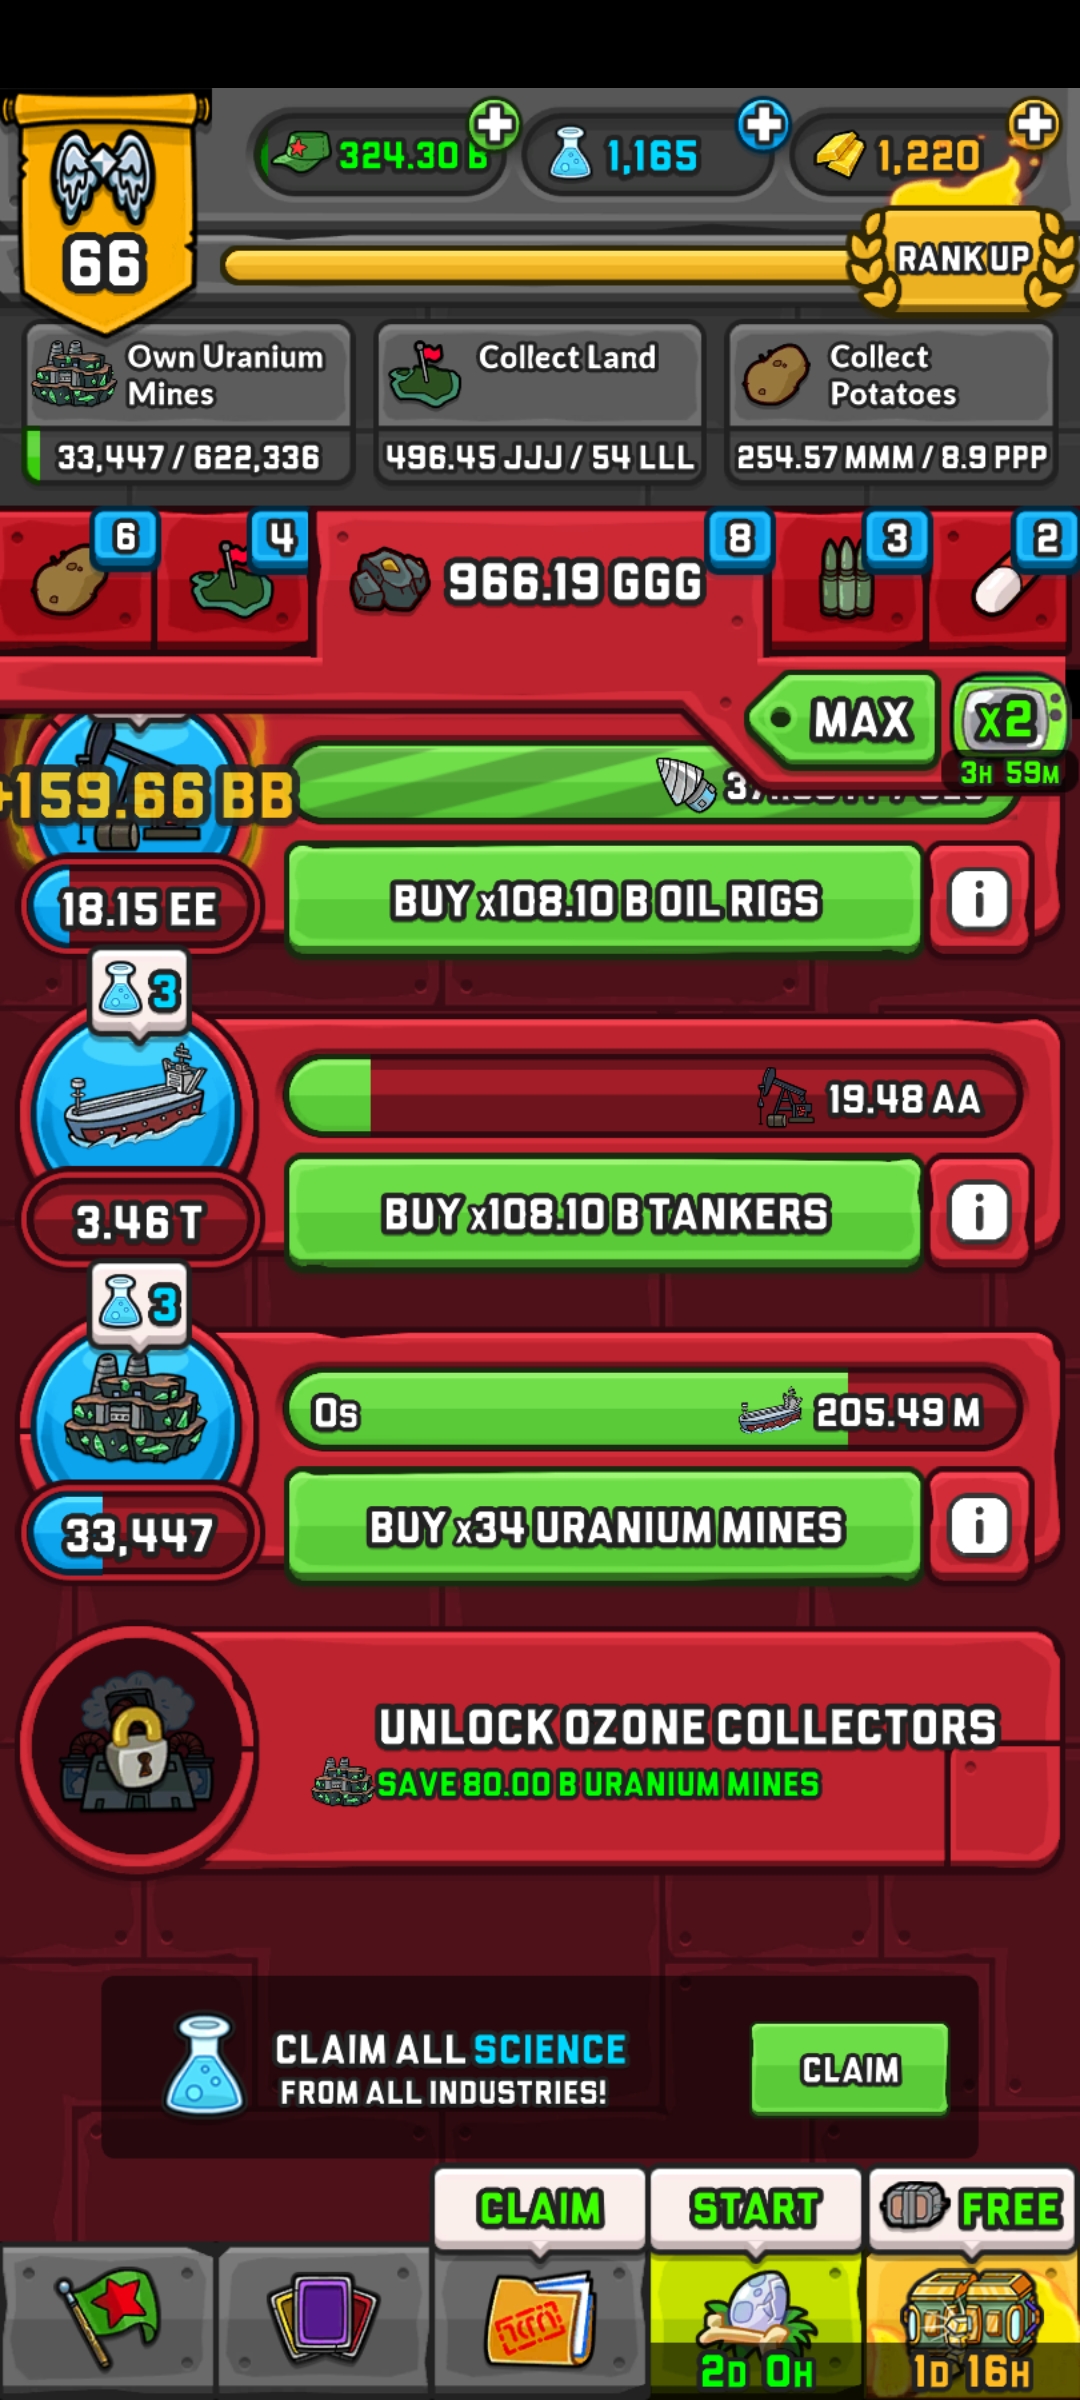 324.30 B
1,165
1,220
66
RANK UP
Own Uranium
Mines
33,447 / 622,336
Collect Land
496.45 JJJ / 54 LLL
Collect
Potatoes
254.57 MMM / 8.9 PPP
6
4
966.19 GGG
8
3
2
MAX
x2
3H 59M
+159.66 BB
18.15 EE
BUY x108.10 B OIL RIGS
i
3
19.48 AA
3.46 T
BUY x108.10 B TANKERS
i
3
0s
205.49 M
33,447
BUY x34 URANIUM MINES
i
UNLOCK OZONE COLLECTORS
SAVE 80.00 B URANIUM MINES
CLAIM ALL SCIENCE
FROM ALL INDUSTRIES!
CLAIM
CLAIM
START
FREE
2D 0H
1D 16H